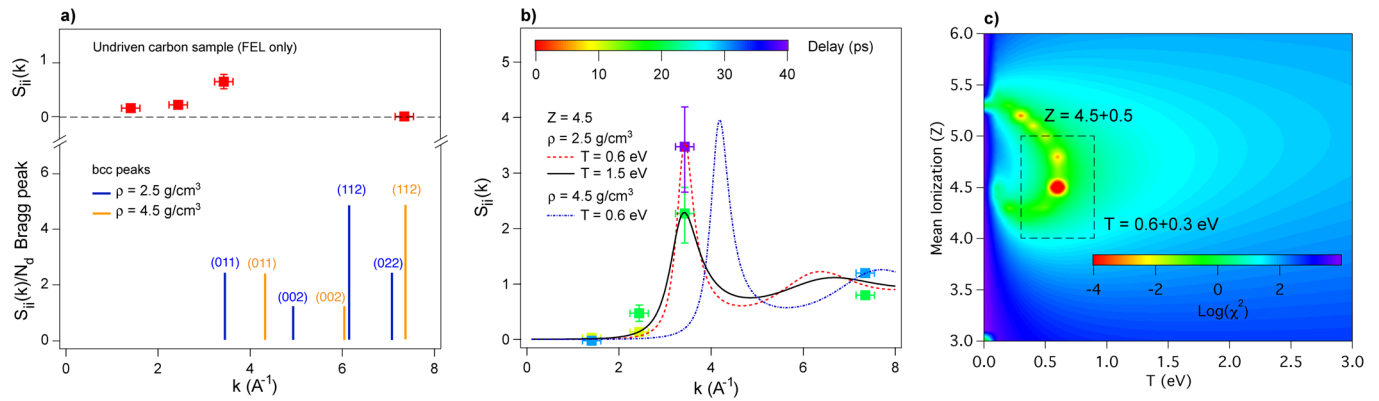 a)
Undriven carbon sample (FEL only)
S_ii(k)
1
0
S_ii(k)/N_d Bragg peak
bcc peaks
ρ = 2.5 g/cm³
ρ = 4.5 g/cm³
6
4
2
0
(112)
(112)
(011)
(011)
(022)
(002)
(002)
0 2 4 6 8
k (A⁻¹)
b)
Delay (ps)
0 10 20 30 40
S_ii(k)
5
4
3
2
1
0
Z = 4.5
ρ = 2.5 g/cm³
T = 0.6 eV
T = 1.5 eV
ρ = 4.5 g/cm³
T = 0.6 eV
0 2 4 6 8
k (A⁻¹)
c)
Mean Ionization (Z)
6.0
5.5
5.0
4.5
4.0
3.5
3.0
Z = 4.5+0.5
T = 0.6+0.3 eV
-4 -2 0 2
Log(χ²)
0.0 0.5 1.0 1.5 2.0 2.5 3.0
T (eV)